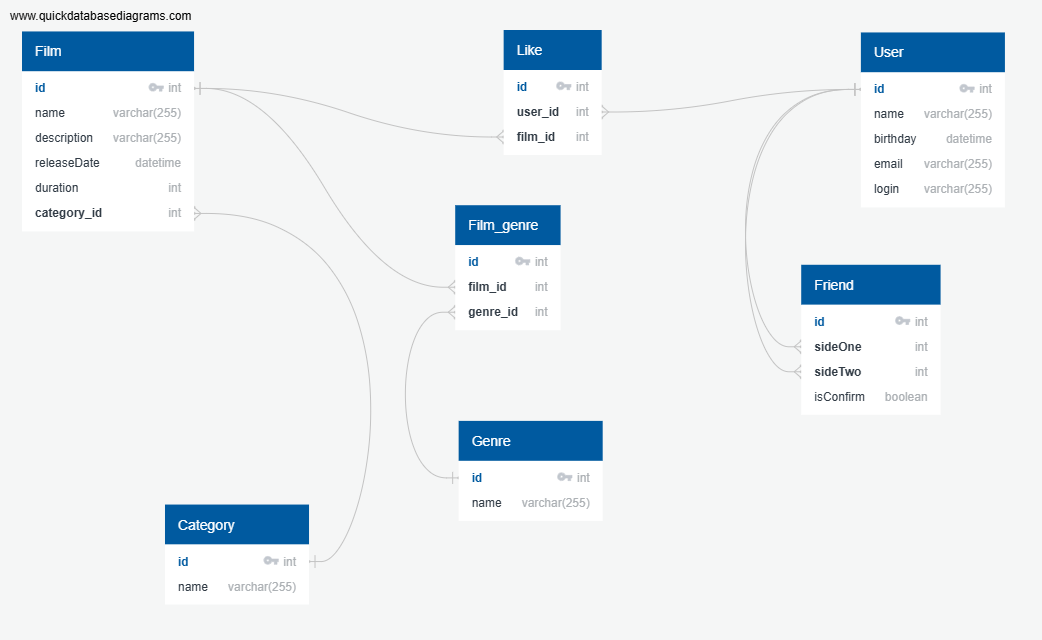 www.quickdatabasediagrams.com
Film
id int
name varchar(255)
description varchar(255)
releaseDate datetime
duration int
category_id int
Like
id int
user_id int
film_id int
User
id int
name varchar(255)
birthday datetime
email varchar(255)
login varchar(255)
Film_genre
id int
film_id int
genre_id int
Friend
id int
sideOne int
sideTwo int
isConfirm boolean
Genre
id int
name varchar(255)
Category
id int
name varchar(255)